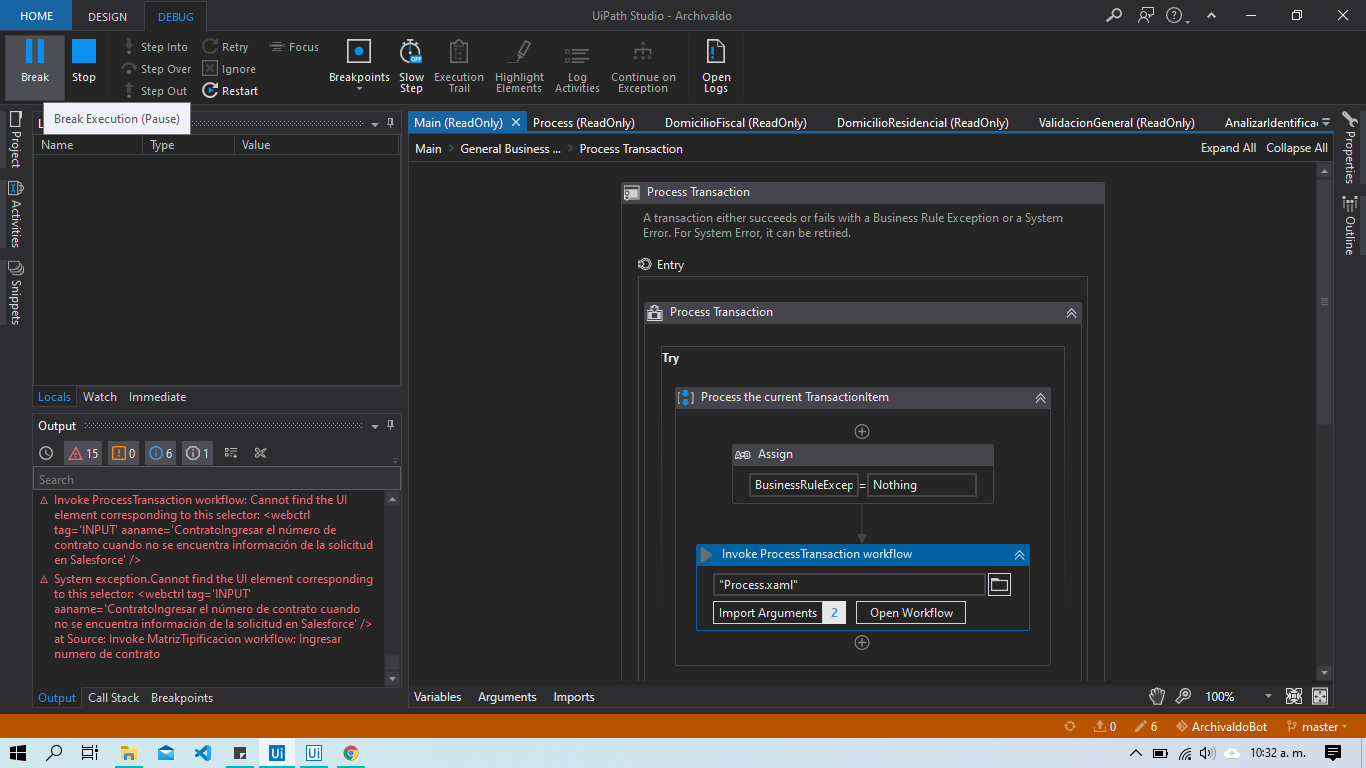 HOME
DESIGN
DEBUG
UiPath Studio - Archivaldo
Break
Stop
Step Into
Step Over
Step Out
Retry
Ignore
Restart
Focus
Breakpoints
Slow
Step
OFF
Execution
Trail
Highlight
Elements
Log
Activities
Continue on
Exception
Open
Logs
Break Execution (Pause)
Project
Activities
Snippets
Name
Type
Value
Locals
Watch
Immediate
Output
15
0
6
1
Search
Invoke ProcessTransaction workflow: Cannot find the UI
element corresponding to this selector: <webctrl
tag='INPUT' aaname='ContratoIngresar el número de
contrato cuando no se encuentra información de la solicitud
en Salesforce' />
System exception.Cannot find the UI element corresponding
to this selector: <webctrl tag='INPUT'
aaname='ContratoIngresar el número de contrato cuando
no se encuentra información de la solicitud en Salesforce' />
at Source: Invoke MatrizTipificacion workflow: Ingresar
numero de contrato
Output
Call Stack
Breakpoints
Main (ReadOnly)
Process (ReadOnly)
DomicilioFiscal (ReadOnly)
DomicilioResidencial (ReadOnly)
ValidacionGeneral (ReadOnly)
AnalizarIdentifica
Main > General Business ... > Process Transaction
Expand All
Collapse All
Process Transaction
A transaction either succeeds or fails with a Business Rule Exception or a System
Error. For System Error, it can be retried.
Entry
Process Transaction
Try
Process the current TransactionItem
Assign
BusinessRuleExcep = Nothing
Invoke ProcessTransaction workflow
"Process.xaml"
Import Arguments 2
Open Workflow
Variables
Arguments
Imports
100%
Properties
Outline
0
6
ArchivaldoBot
master
10:32 a. m.